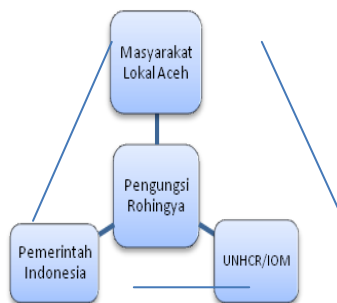 Masyarakat
Lokal Aceh
Pengungsi
Rohingya
Pemerintah
Indonesia
UNHCR/IOM